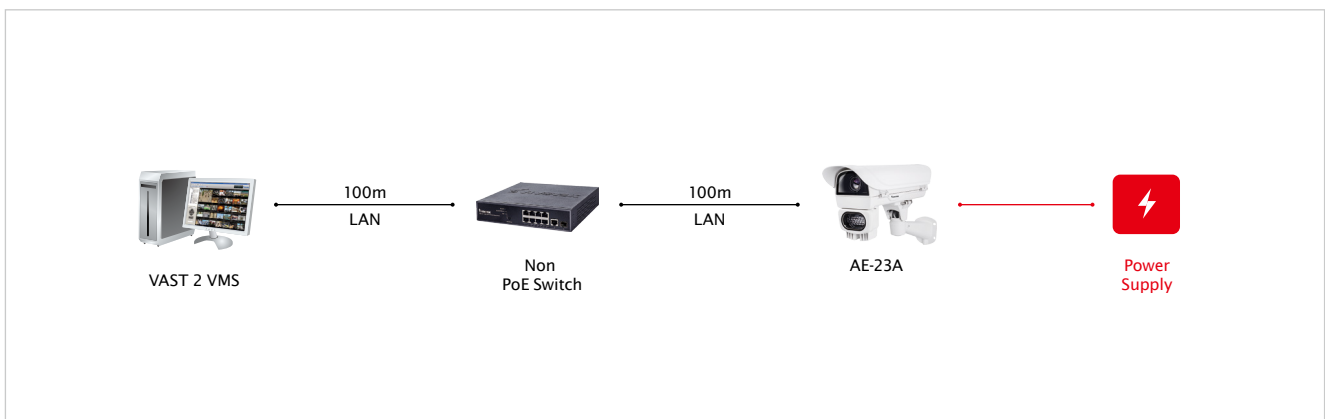 100m
LAN
100m
LAN
VAST 2 VMS
Non
PoE Switch
AE-23A
Power
Supply